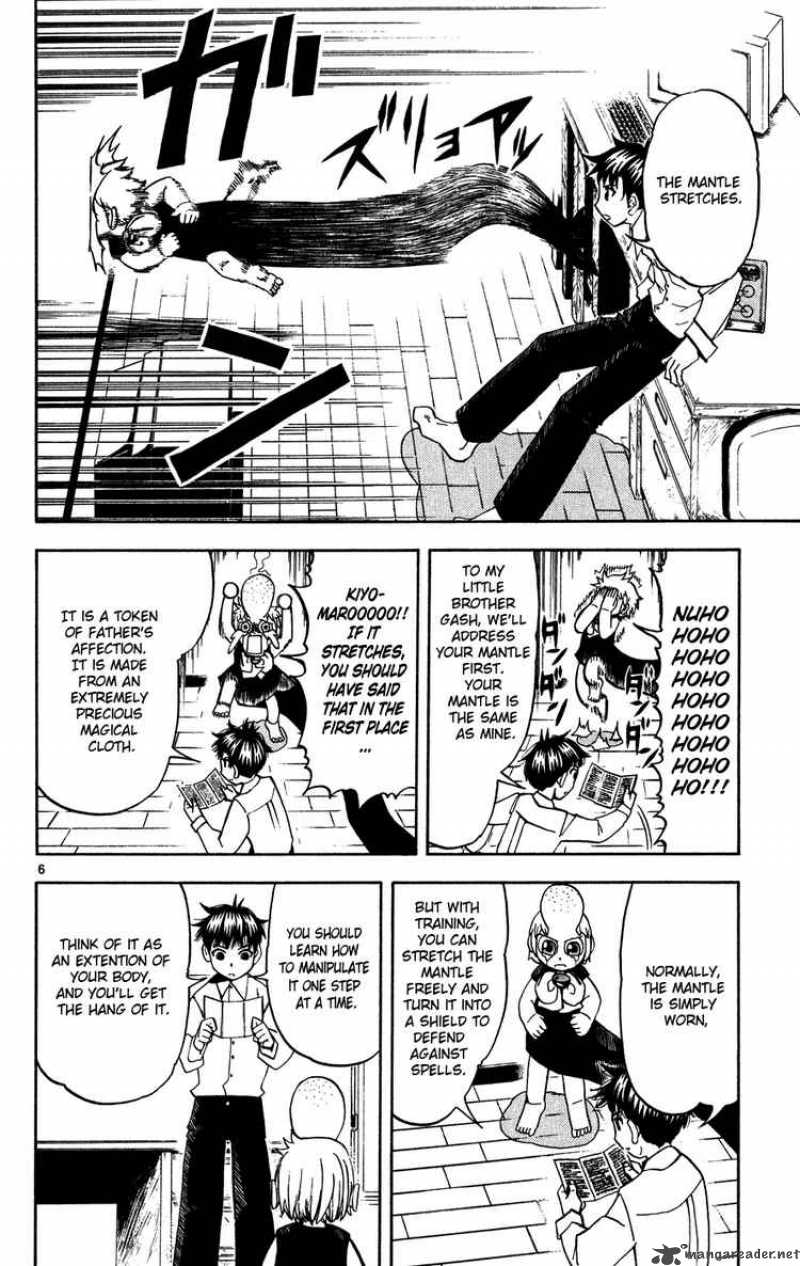 ガ
ン
ズリョアッ
THE MANTLE
STRETCHES.
NUHO
HOHO
HOHO
HOHO
HOHO
HOHO
HOHO
HOHO
HO!!!
ダンダン
TO MY
LITTLE
BROTHER
GASH, WE'LL
ADDRESS
YOUR MANTLE
FIRST.
YOUR
MANTLE IS
THE SAME
AS MINE.
KIYO-
MAROOOOO!!
IF IT
STRETCHES,
YOU SHOULD
HAVE SAID
THAT IN THE
FIRST PLACE
...
IT IS A TOKEN
OF FATHER'S
AFFECTION.
IT IS MADE
FROM AN
EXTREMELY
PRECIOUS
MAGICAL
CLOTH.
6
NORMALLY,
THE MANTLE
IS SIMPLY
WORN,
BUT WITH
TRAINING,
YOU CAN
STRETCH THE
MANTLE
FREELY AND
TURN IT INTO
A SHIELD TO
DEFEND
AGAINST
SPELLS.
YOU SHOULD
LEARN HOW
TO MANIPULATE
IT ONE STEP
AT A TIME.
THINK OF IT AS
AN EXTENTION OF
YOUR BODY,
AND YOU'LL GET
THE HANG OF IT.
mangareader.net